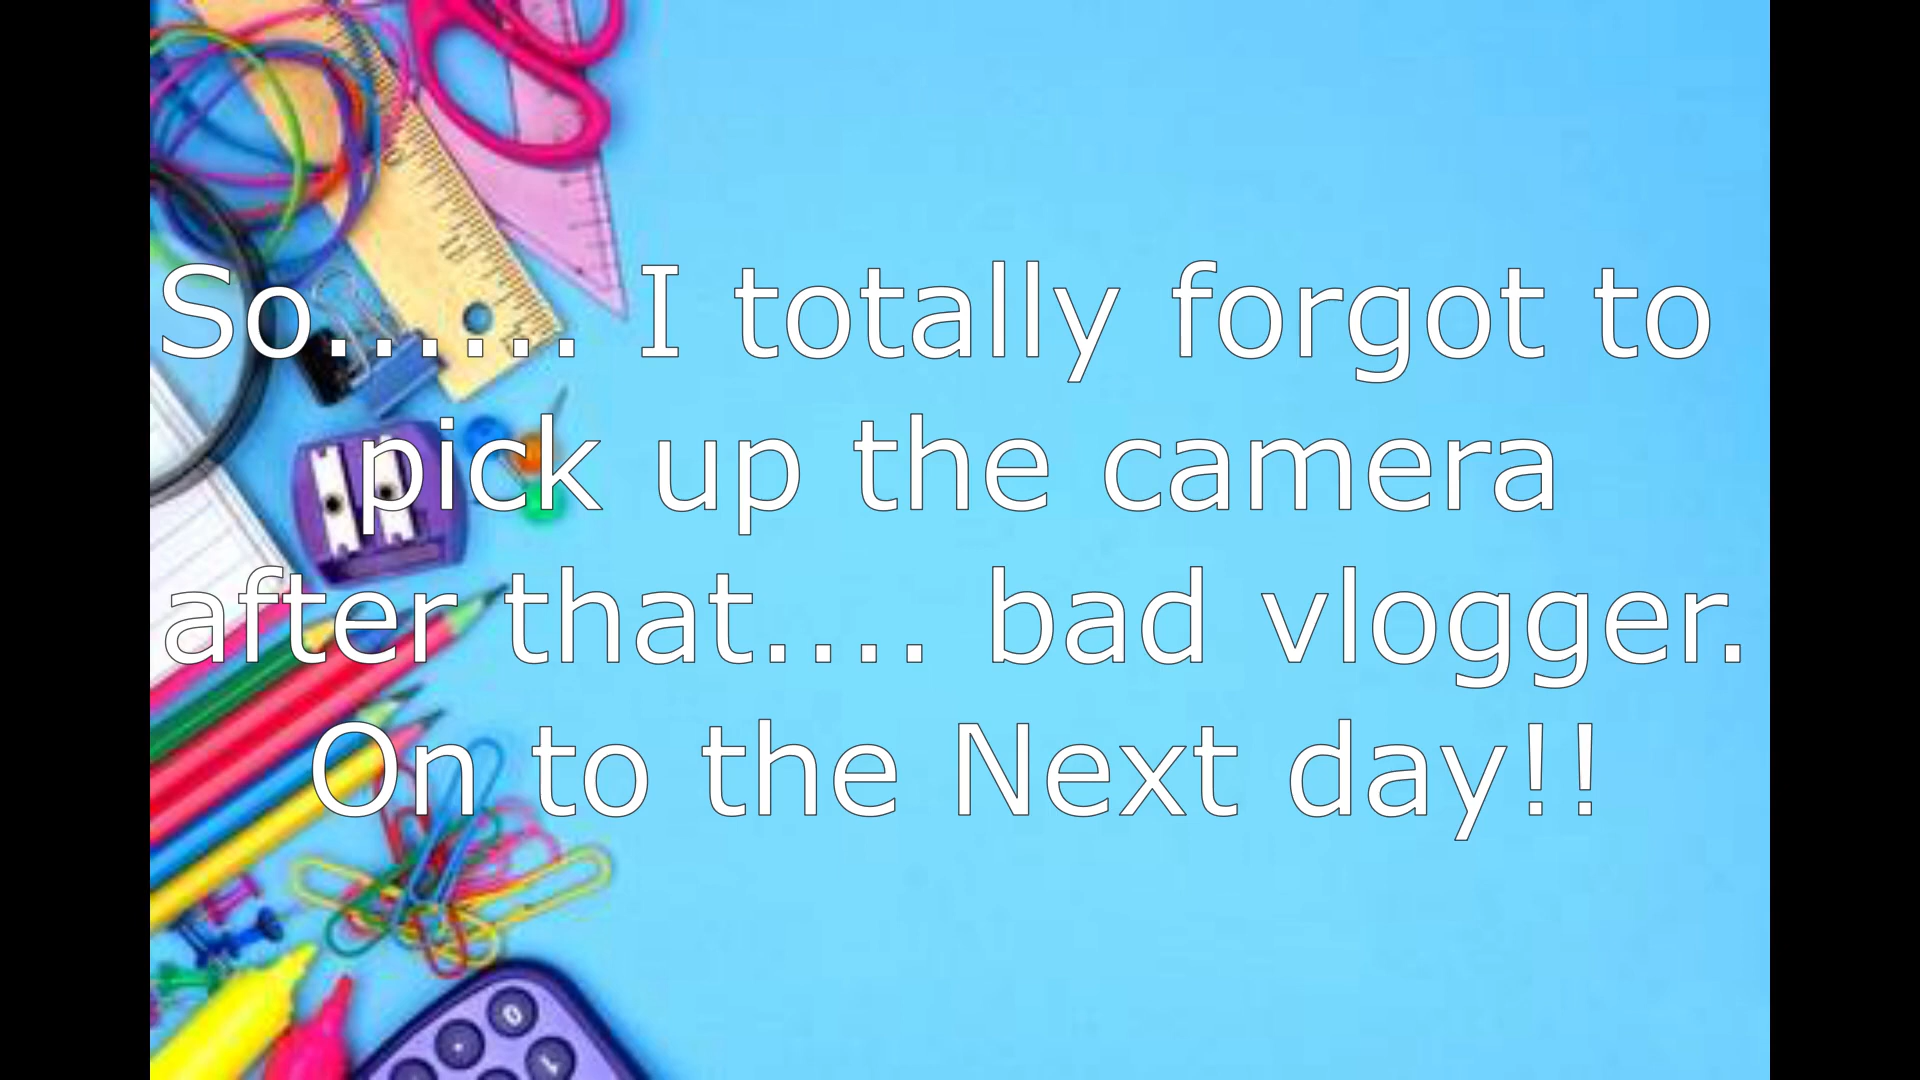 So...... I totally forgot to
pick up the camera
after that.... bad vlogger.
On to the Next day!!